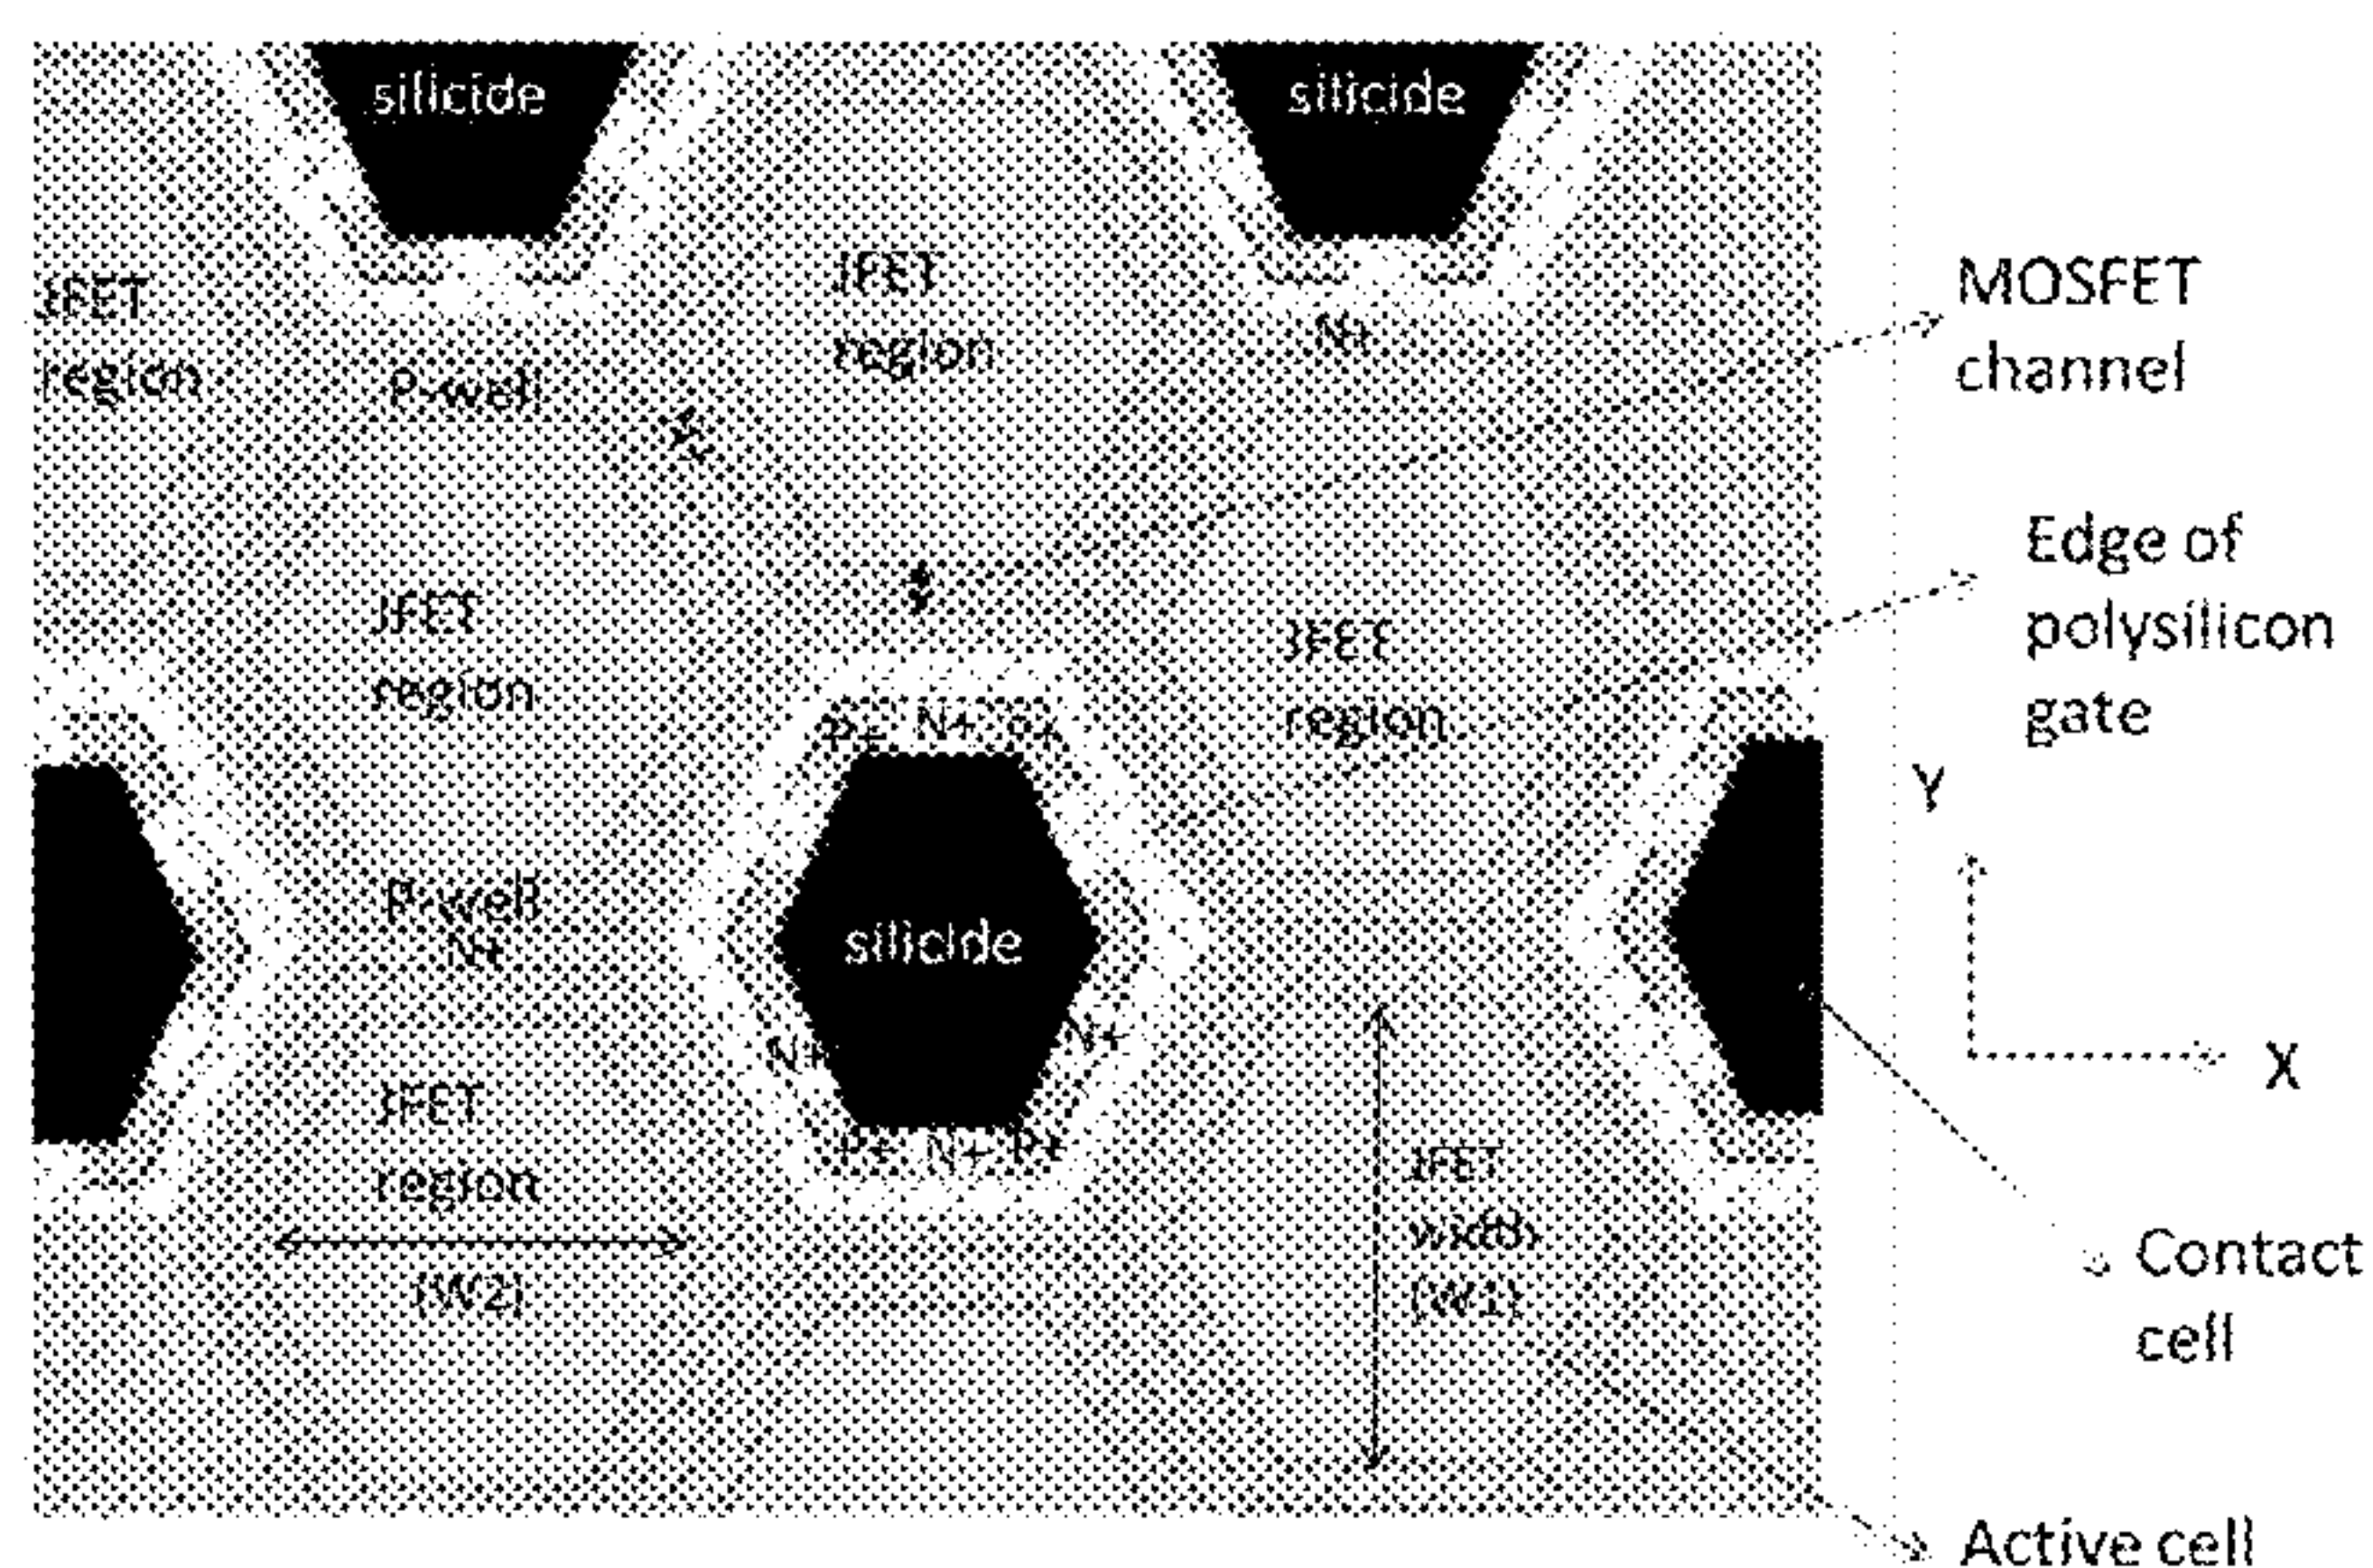 silicide
silicide
JFET
region
P-well
JFET
region
N+
MOSFET
channel
Edge of
polysilicon
gate
JFET
region
JFET
region
P+ N+ P+
P-well
N+
silicide
N+
N+
P+ N+ P+
JFET
region
(W2)
JFET
width
(W1)
Y
X
Contact
cell
Active cell